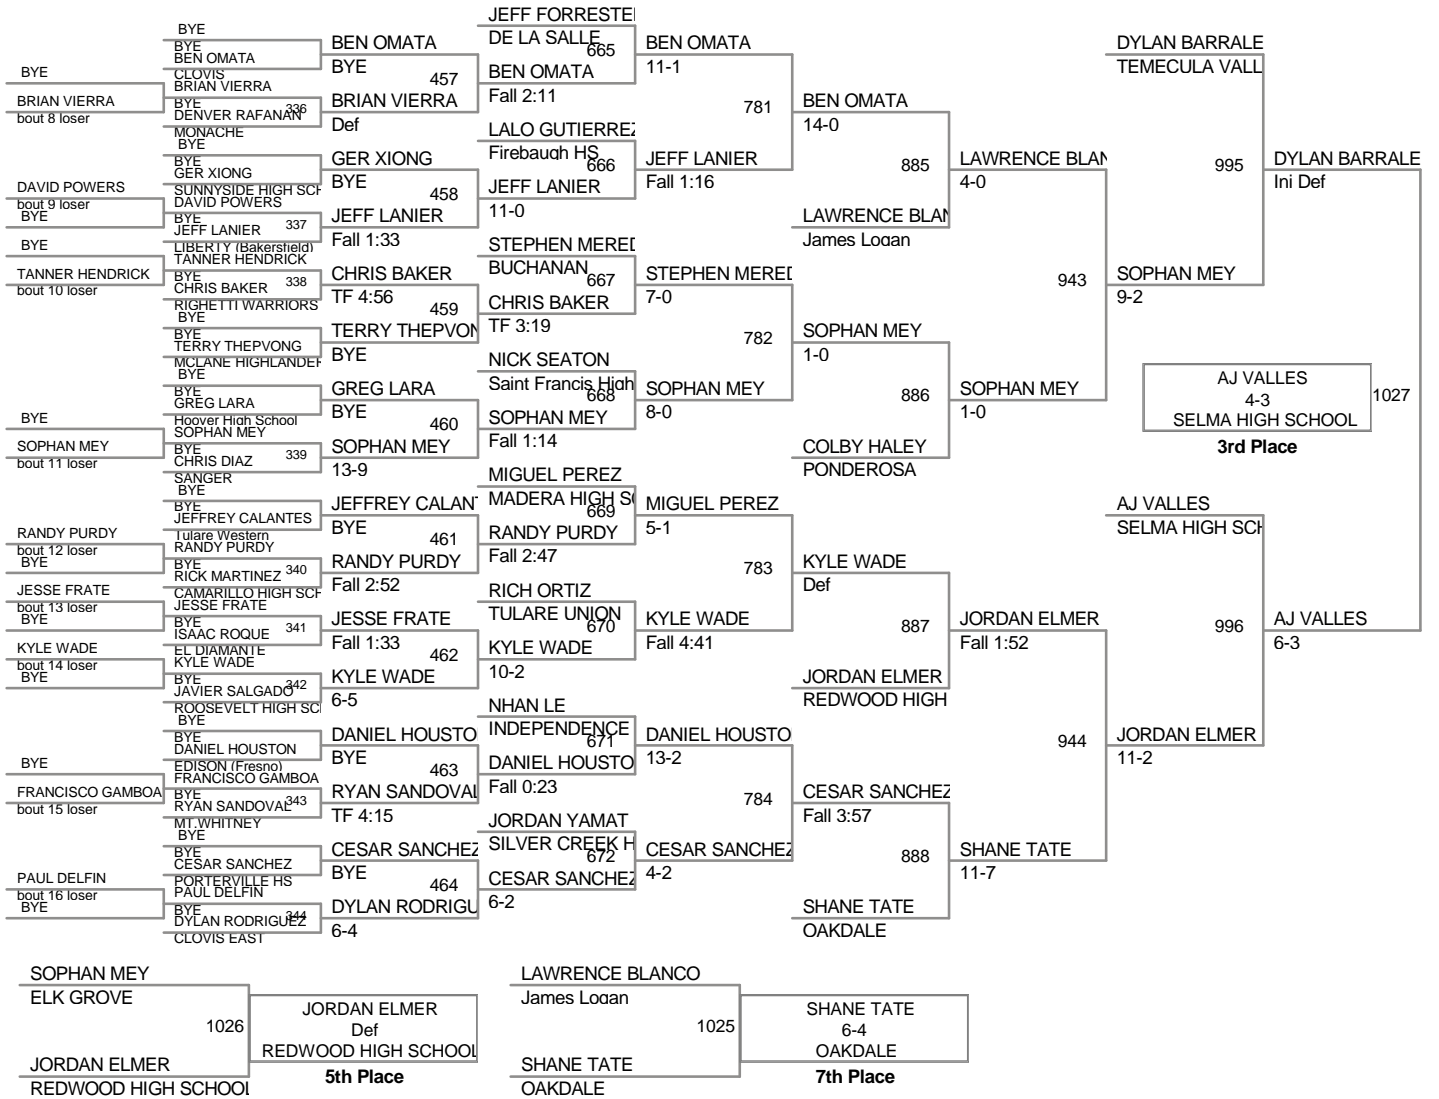 BYE
BYE
BRIAN VIERRA
bout 8 loser
DAVID POWERS
bout 9 loser
BYE
BYE
TANNER HENDRICK
bout 10 loser
BYE
SOPHAN MEY
bout 11 loser
RANDY PURDY
bout 12 loser
BYE
JESSE FRATE
bout 13 loser
BYE
KYLE WADE
bout 14 loser
BYE
BYE
FRANCISCO GAMBOA
bout 15 loser
PAUL DELFIN
bout 16 loser
BYE
BYE
BEN OMATA
CLOVIS
BRIAN VIERRA
BYE
336
DENVER RAFANAN
MONACHE
BYE
BYE
GER XIONG
SUNNYSIDE HIGH SCH
DAVID POWERS
BYE
337
JEFF LANIER
LIBERTY (Bakersfield)
TANNER HENDRICK
BYE
338
CHRIS BAKER
RIGHETTI WARRIORS
BYE
BYE
TERRY THEPVONG
MCLANE HIGHLANDER
BYE
BYE
GREG LARA
Hoover High School
SOPHAN MEY
BYE
339
CHRIS DIAZ
SANGER
BYE
BYE
JEFFREY CALANTES
Tulare Western
RANDY PURDY
BYE
340
RICK MARTINEZ
CAMARILLO HIGH SCH
JESSE FRATE
BYE
341
ISAAC ROQUE
EL DIAMANTE
KYLE WADE
BYE
342
JAVIER SALGADO
ROOSEVELT HIGH SC
BYE
BYE
DANIEL HOUSTON
EDISON (Fresno)
FRANCISCO GAMBOA
BYE
343
RYAN SANDOVAL
MT.WHITNEY
BYE
BYE
CESAR SANCHEZ
PORTERVILLE HS
PAUL DELFIN
BYE
344
DYLAN RODRIGUEZ
CLOVIS EAST
BEN OMATA
BYE
457
BRIAN VIERRA
Def
GER XIONG
BYE
458
JEFF LANIER
Fall 1:33
CHRIS BAKER
TF 4:56
459
TERRY THEPVON
BYE
GREG LARA
BYE
460
SOPHAN MEY
13-9
JEFFREY CALANT
BYE
461
RANDY PURDY
Fall 2:52
JESSE FRATE
Fall 1:33
462
KYLE WADE
6-5
DANIEL HOUSTO
BYE
463
RYAN SANDOVAL
TF 4:15
CESAR SANCHEZ
BYE
464
DYLAN RODRIGU
6-4
JEFF FORRESTE
DE LA SALLE
665
BEN OMATA
Fall 2:11
LALO GUTIERREZ
Firebaugh HS
666
JEFF LANIER
11-0
STEPHEN MERED
BUCHANAN
667
CHRIS BAKER
TF 3:19
NICK SEATON
Saint Francis High
668
SOPHAN MEY
Fall 1:14
MIGUEL PEREZ
MADERA HIGH SC
669
RANDY PURDY
Fall 2:47
RICH ORTIZ
TULARE UNION
670
KYLE WADE
10-2
NHAN LE
INDEPENDENCE
671
DANIEL HOUSTO
Fall 0:23
JORDAN YAMAT
SILVER CREEK H
672
CESAR SANCHEZ
6-2
BEN OMATA
11-1
781
JEFF LANIER
Fall 1:16
STEPHEN MERED
7-0
782
SOPHAN MEY
8-0
MIGUEL PEREZ
5-1
783
KYLE WADE
Fall 4:41
DANIEL HOUSTO
13-2
784
CESAR SANCHEZ
4-2
BEN OMATA
14-0
885
LAWRENCE BLAN
James Logan
SOPHAN MEY
1-0
886
COLBY HALEY
PONDEROSA
KYLE WADE
Def
887
JORDAN ELMER
REDWOOD HIGH
CESAR SANCHEZ
Fall 3:57
888
SHANE TATE
OAKDALE
LAWRENCE BLAN
4-0
943
SOPHAN MEY
1-0
JORDAN ELMER
Fall 1:52
944
SHANE TATE
11-7
DYLAN BARRALE
TEMECULA VALL
995
SOPHAN MEY
9-2
AJ VALLES
SELMA HIGH SCH
996
JORDAN ELMER
11-2
DYLAN BARRALE
Inj Def
AJ VALLES
6-3
AJ VALLES
4-3
SELMA HIGH SCHOOL
1027
3rd Place
SOPHAN MEY
ELK GROVE
1026
JORDAN ELMER
REDWOOD HIGH SCHOOL
JORDAN ELMER
Def
REDWOOD HIGH SCHOOL
5th Place
LAWRENCE BLANCO
James Logan
1025
SHANE TATE
OAKDALE
SHANE TATE
6-4
OAKDALE
7th Place